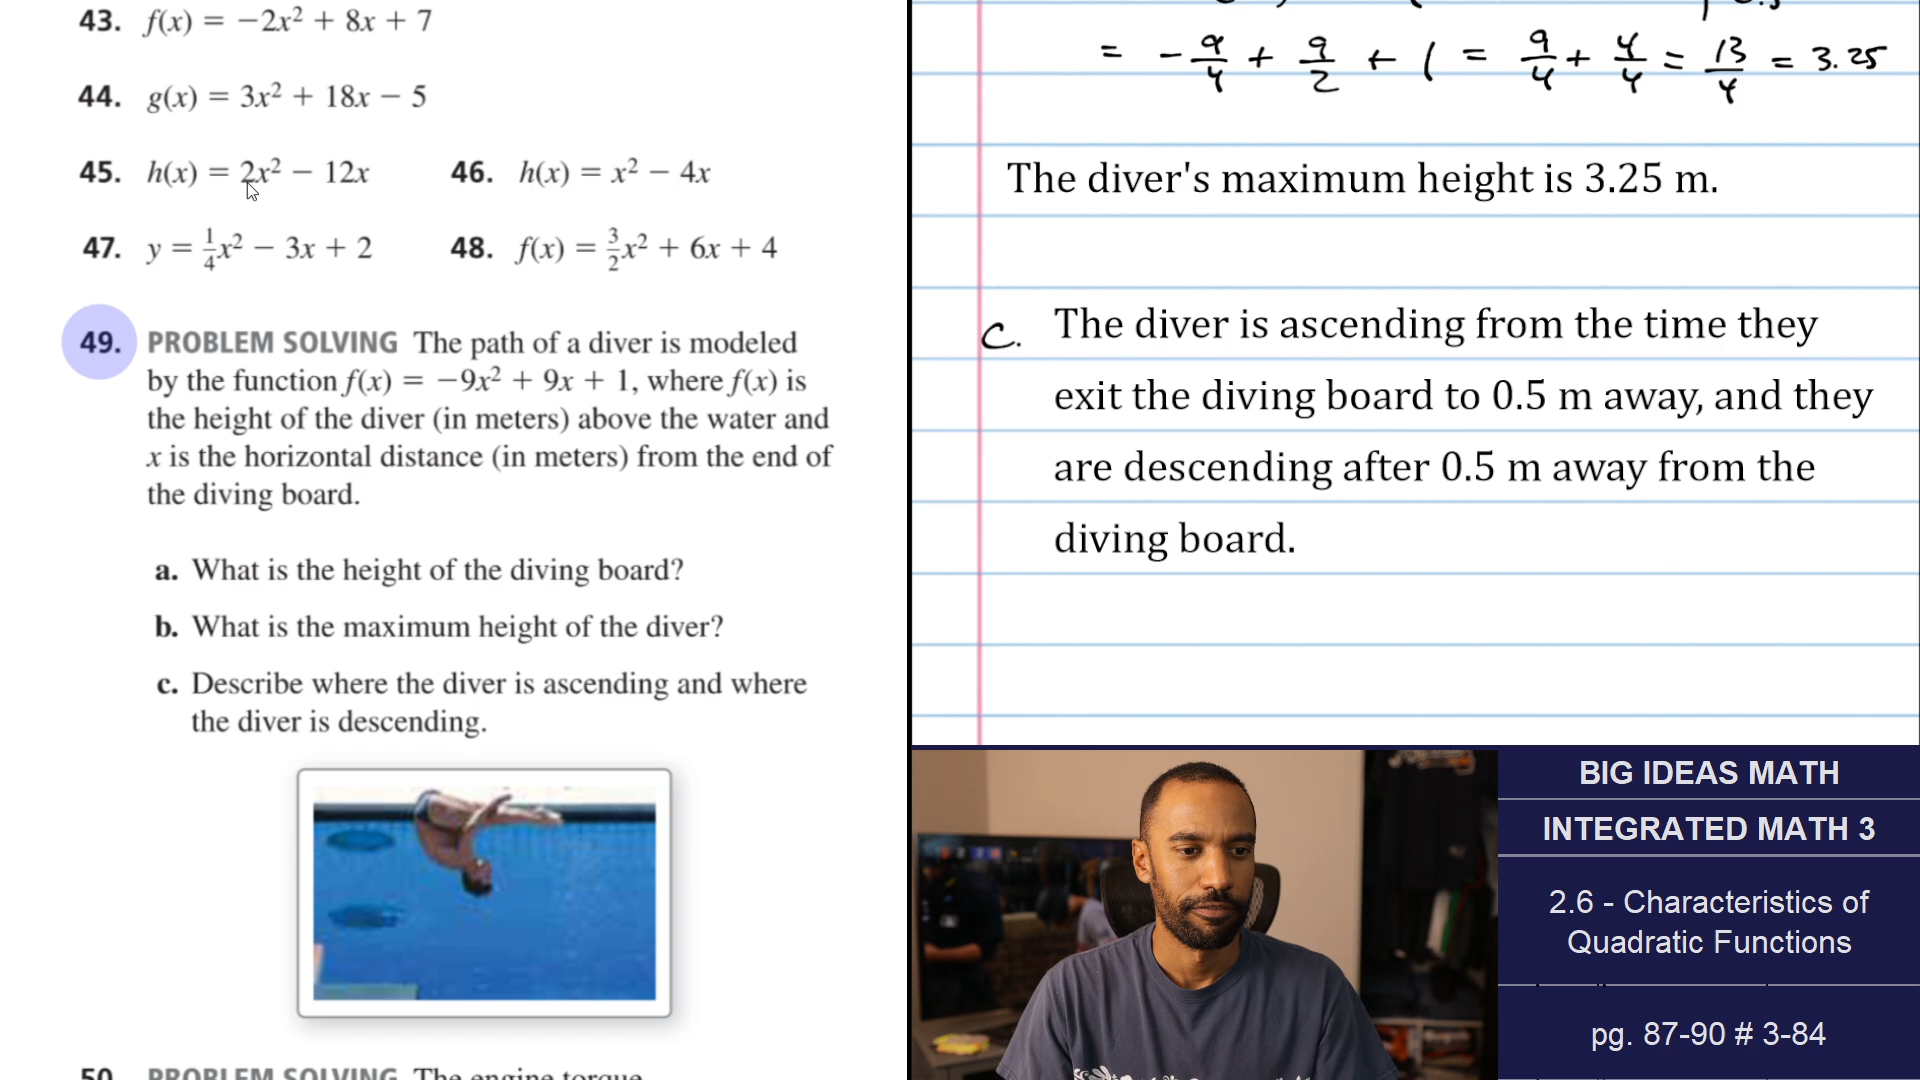 43. f(x) = −2x² + 8x + 7
44. g(x) = 3x² + 18x − 5
45. h(x) = 2x² − 12x
46. h(x) = x² − 4x
47. y = 1/4x² − 3x + 2
48. f(x) = 3/2x² + 6x + 4
49. PROBLEM SOLVING The path of a diver is modeled
by the function f(x) = −9x² + 9x + 1, where f(x) is
the height of the diver (in meters) above the water and
x is the horizontal distance (in meters) from the end of
the diving board.
a. What is the height of the diving board?
b. What is the maximum height of the diver?
c. Describe where the diver is ascending and where
the diver is descending.
50. PROBLEM SOLVING The engine torque
= −9/4 + 9/2 + 1 = 9/4 + 4/4 = 13/4 = 3.25
The diver's maximum height is 3.25 m.
c. The diver is ascending from the time they
exit the diving board to 0.5 m away, and they
are descending after 0.5 m away from the
diving board.
BIG IDEAS MATH
INTEGRATED MATH 3
2.6 - Characteristics of
Quadratic Functions
pg. 87-90 # 3-84